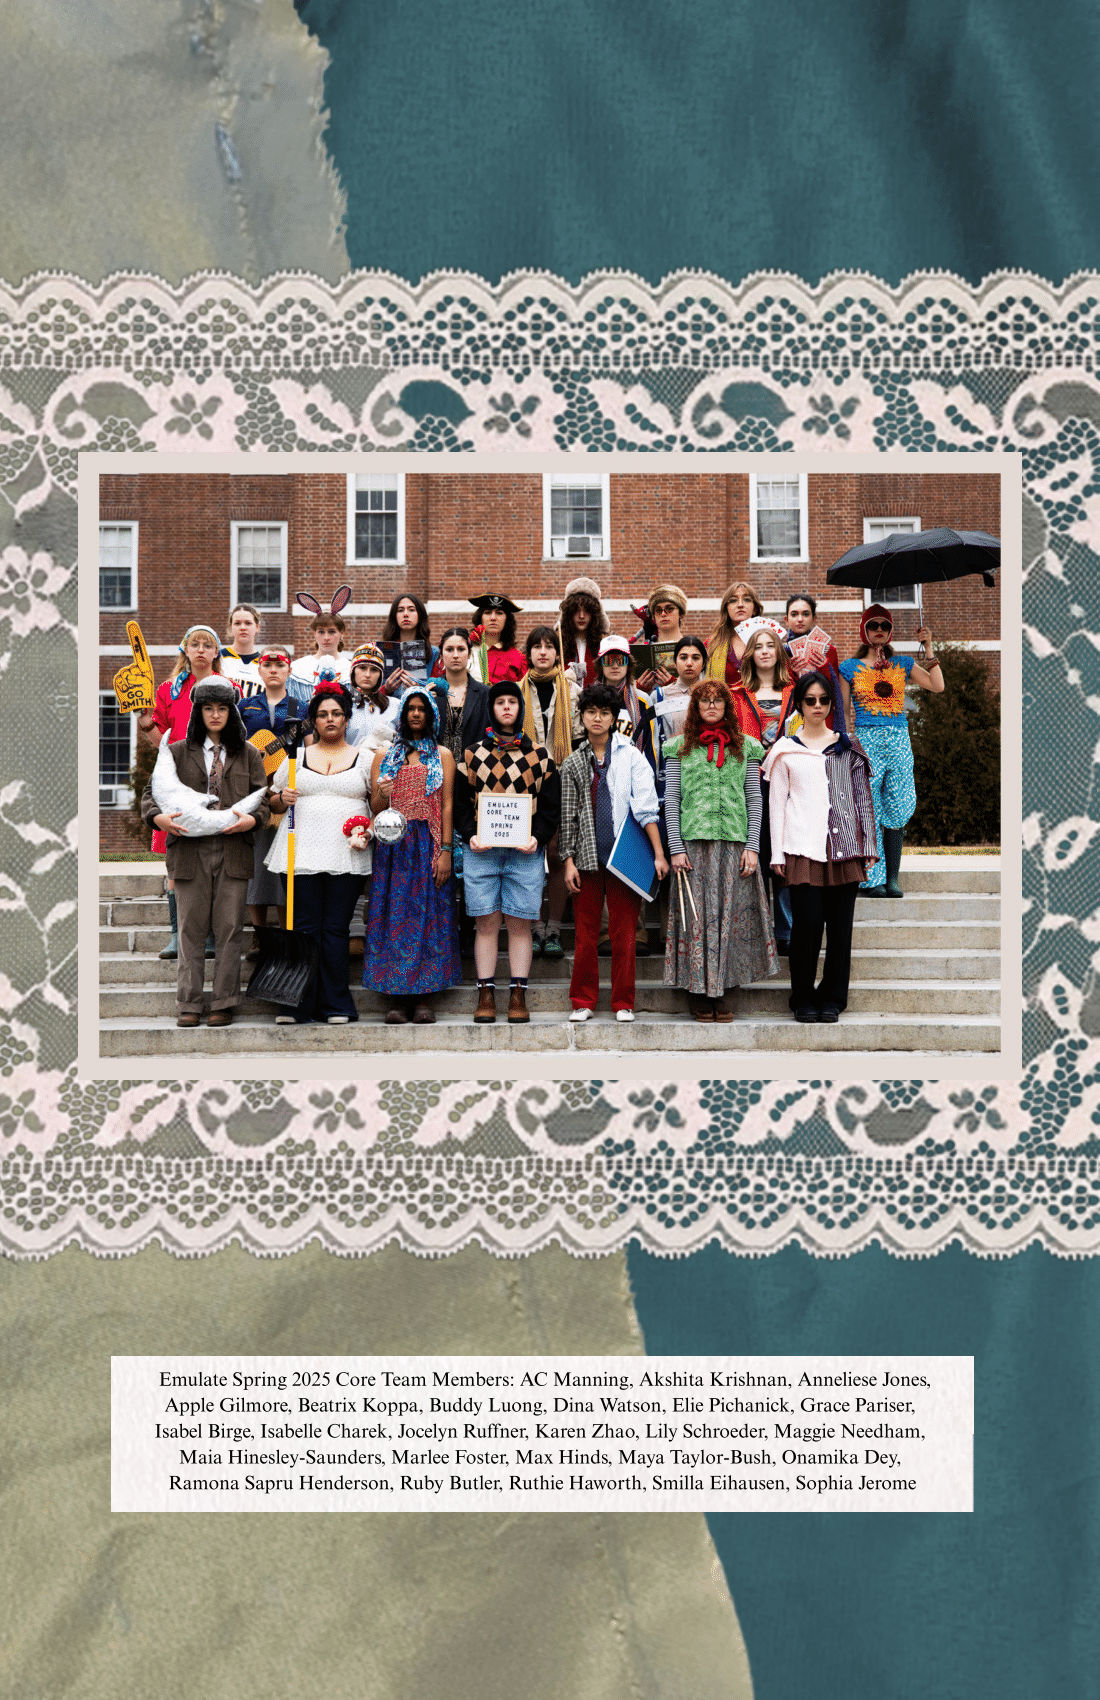 GO
SMITH
EMULATE
CORE
TEAM
SPRING
2025
Emulate Spring 2025 Core Team Members: AC Manning, Akshita Krishnan, Anneliese Jones,
Apple Gilmore, Beatrix Koppa, Buddy Luong, Dina Watson, Elie Pichanick, Grace Pariser,
Isabel Birge, Isabelle Charek, Jocelyn Ruffner, Karen Zhao, Lily Schroeder, Maggie Needham,
Maia Hinesley-Saunders, Marlee Foster, Max Hinds, Maya Taylor-Bush, Onamika Dey,
Ramona Sapru Henderson, Ruby Butler, Ruthie Haworth, Smilla Eihausen, Sophia Jerome